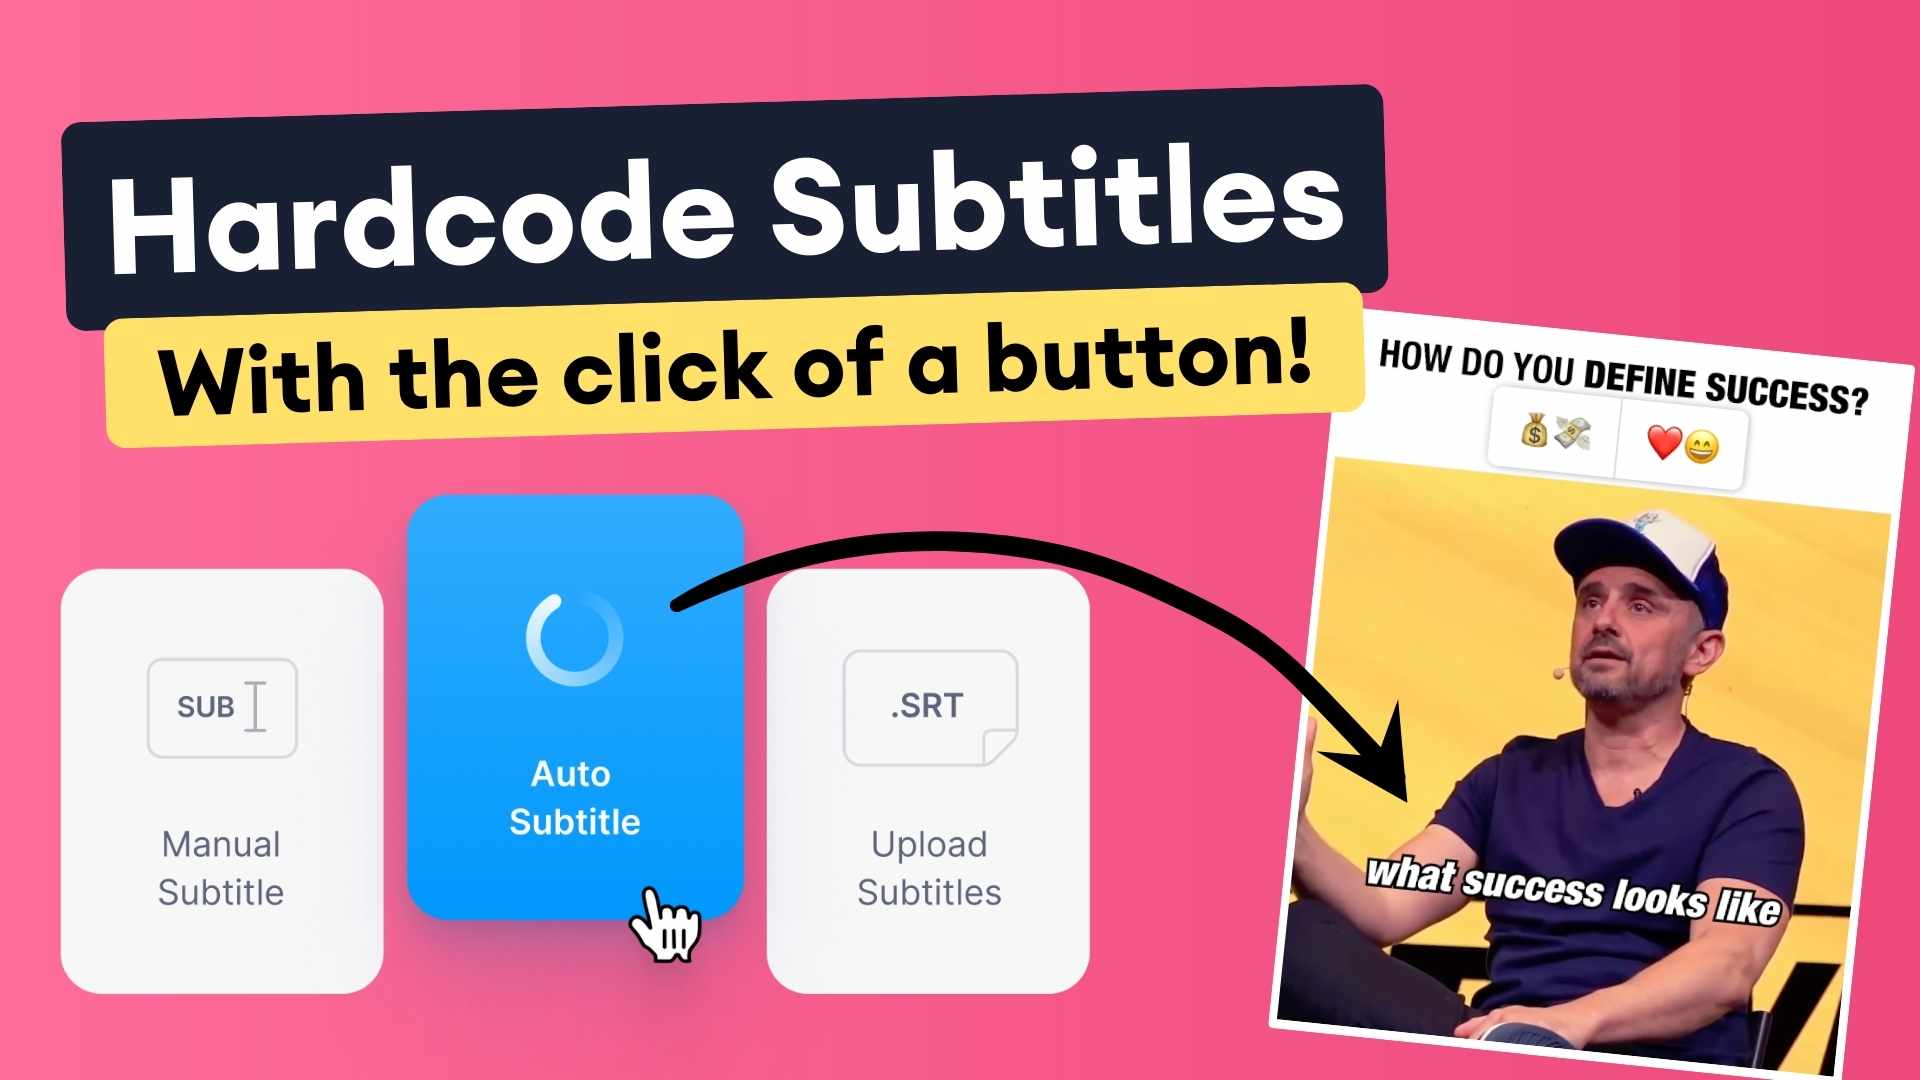 Hardcode Subtitles
With the click of a button!
HOW DO YOU DEFINE SUCCESS?
SUB
Manual
Subtitle
Auto
Subtitle
.SRT
Upload
Subtitles
what success looks like